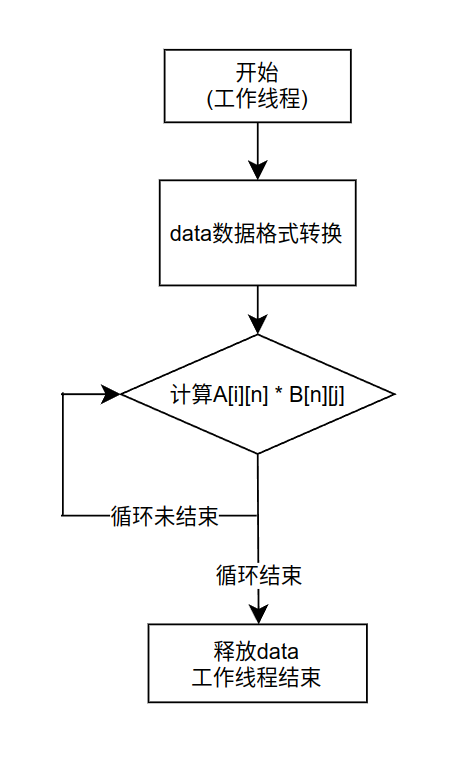 开始
(工作线程)
data数据格式转换
计算A[i][n] * B[n][j]
循环未结束
循环结束
释放data
工作线程结束